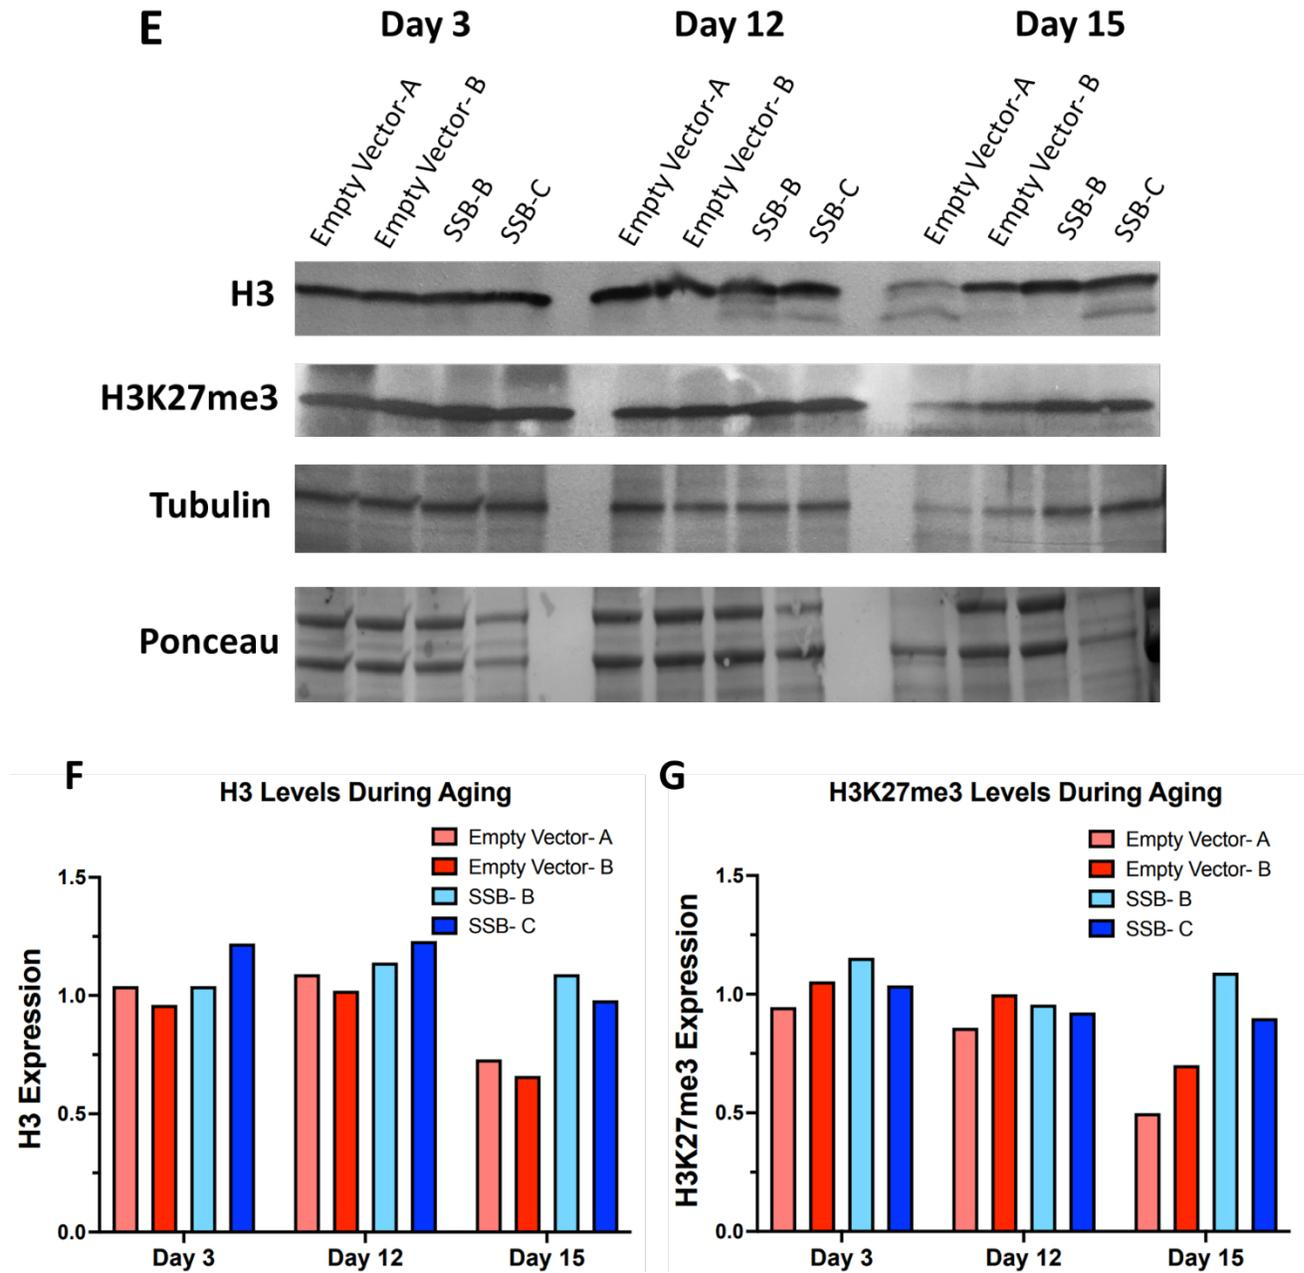 E
Day 3
Day 12
Day 15
Empty Vector-A
Empty Vector- B
SSB-B
SSB-C
Empty Vector-A
Empty Vector- B
SSB-B
SSB-C
Empty Vector-A
Empty Vector- B
SSB-B
SSB-C
H3
H3K27me3
Tubulin
Ponceau
F
H3 Levels During Aging
Empty Vector- A
Empty Vector- B
SSB- B
SSB- C
H3 Expression
1.5
1.0
0.5
0.0
Day 3
Day 12
Day 15
G
H3K27me3 Levels During Aging
Empty Vector- A
Empty Vector- B
SSB- B
SSB- C
H3K27me3 Expression
1.5
1.0
0.5
0.0
Day 3
Day 12
Day 15